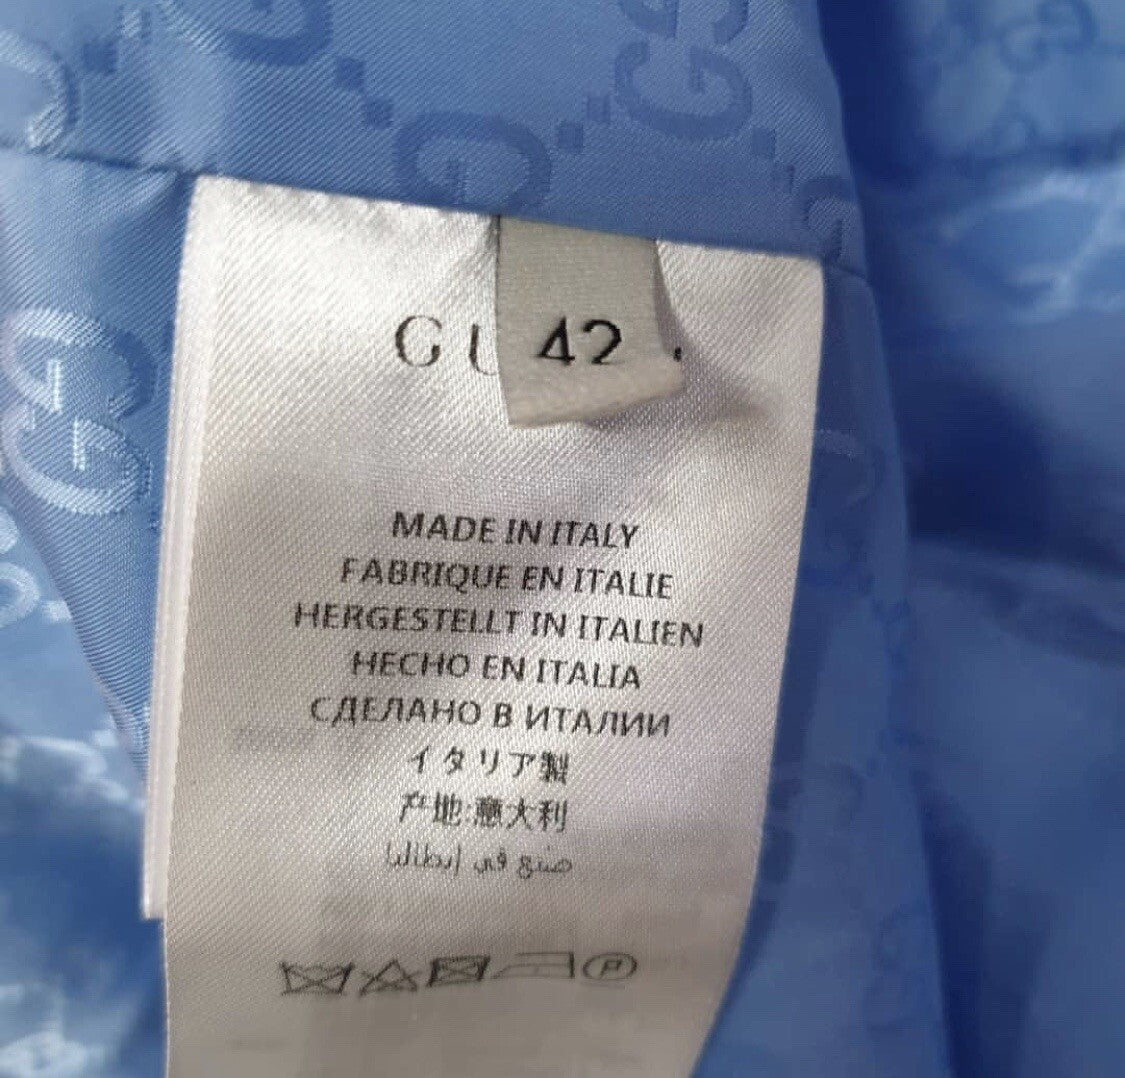 GU
42
MADE IN ITALY
FABRIQUE EN ITALIE
HERGESTELLT IN ITALIEN
HECHO EN ITALIA
СДЕЛАНО В ИТАЛИИ
イタリア製
产地:意大利
صنع في إيطاليا
P